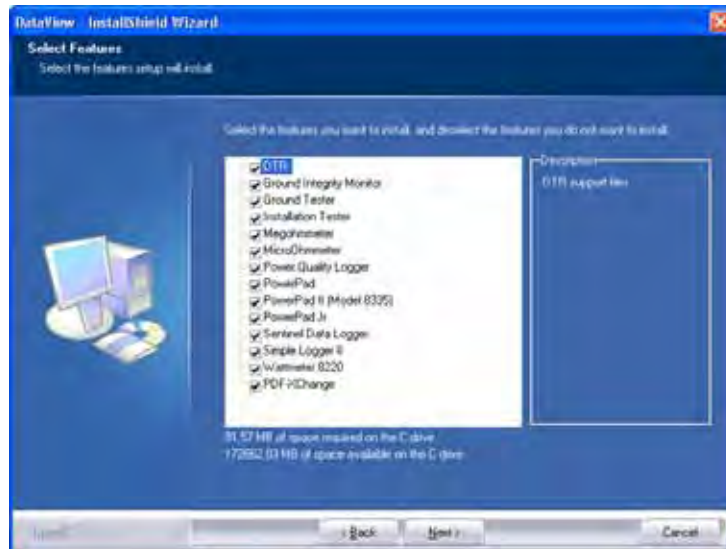 DataView - InstallShield Wizard
Select Features
Select the features setup will install.
Select the features you want to install, and deselect the features you do not want to install.
DTR
Ground Integrity Monitor
Ground Tester
Installation Tester
Megohmmeter
MicroOhmmeter
Power Quality Logger
PowerPad
PowerPad II (Model 8335)
PowerPad Jr
Sentinel Data Logger
Simple Logger II
Wattmeter 8220
PDF-XChange
Description
DTR support files
MB of space required on the C drive
MB of space available on the C drive
< Back
Next >
Cancel